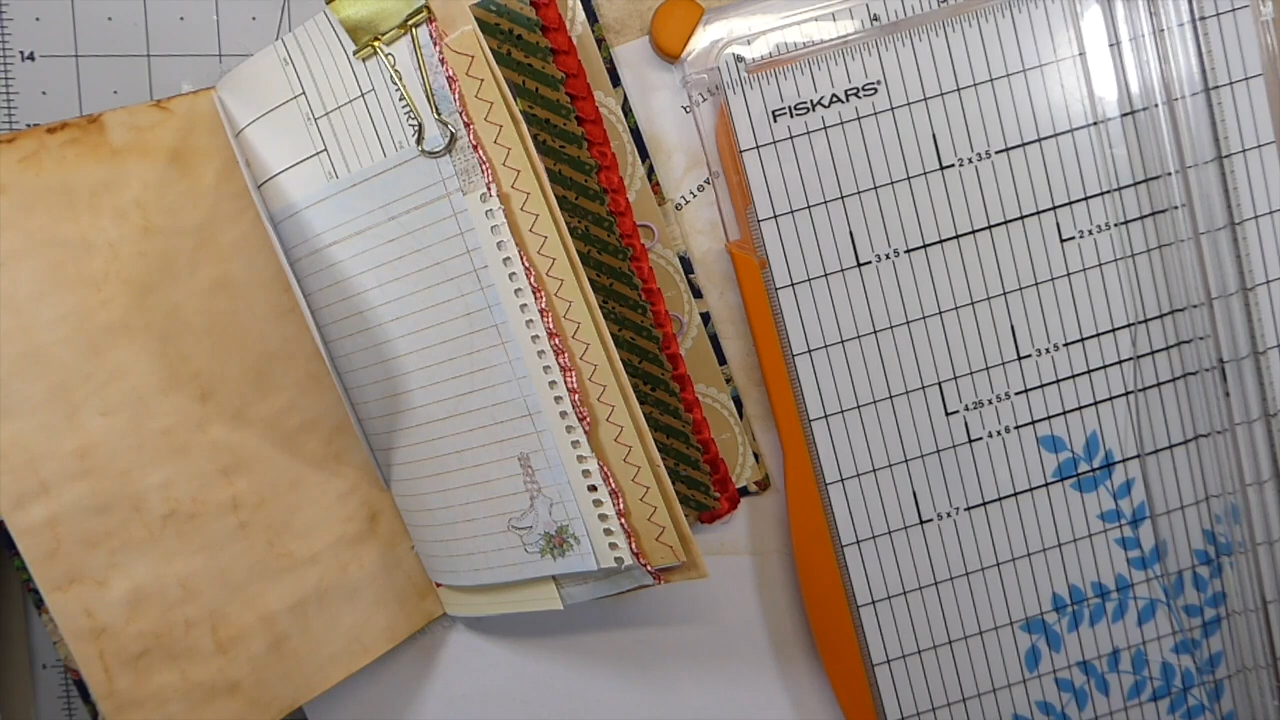 14
FISKARS®
2 x 3.5
2 x 3.5
3 x 5
3 x 5
4.25 x 5.5
4 x 6
5 x 7